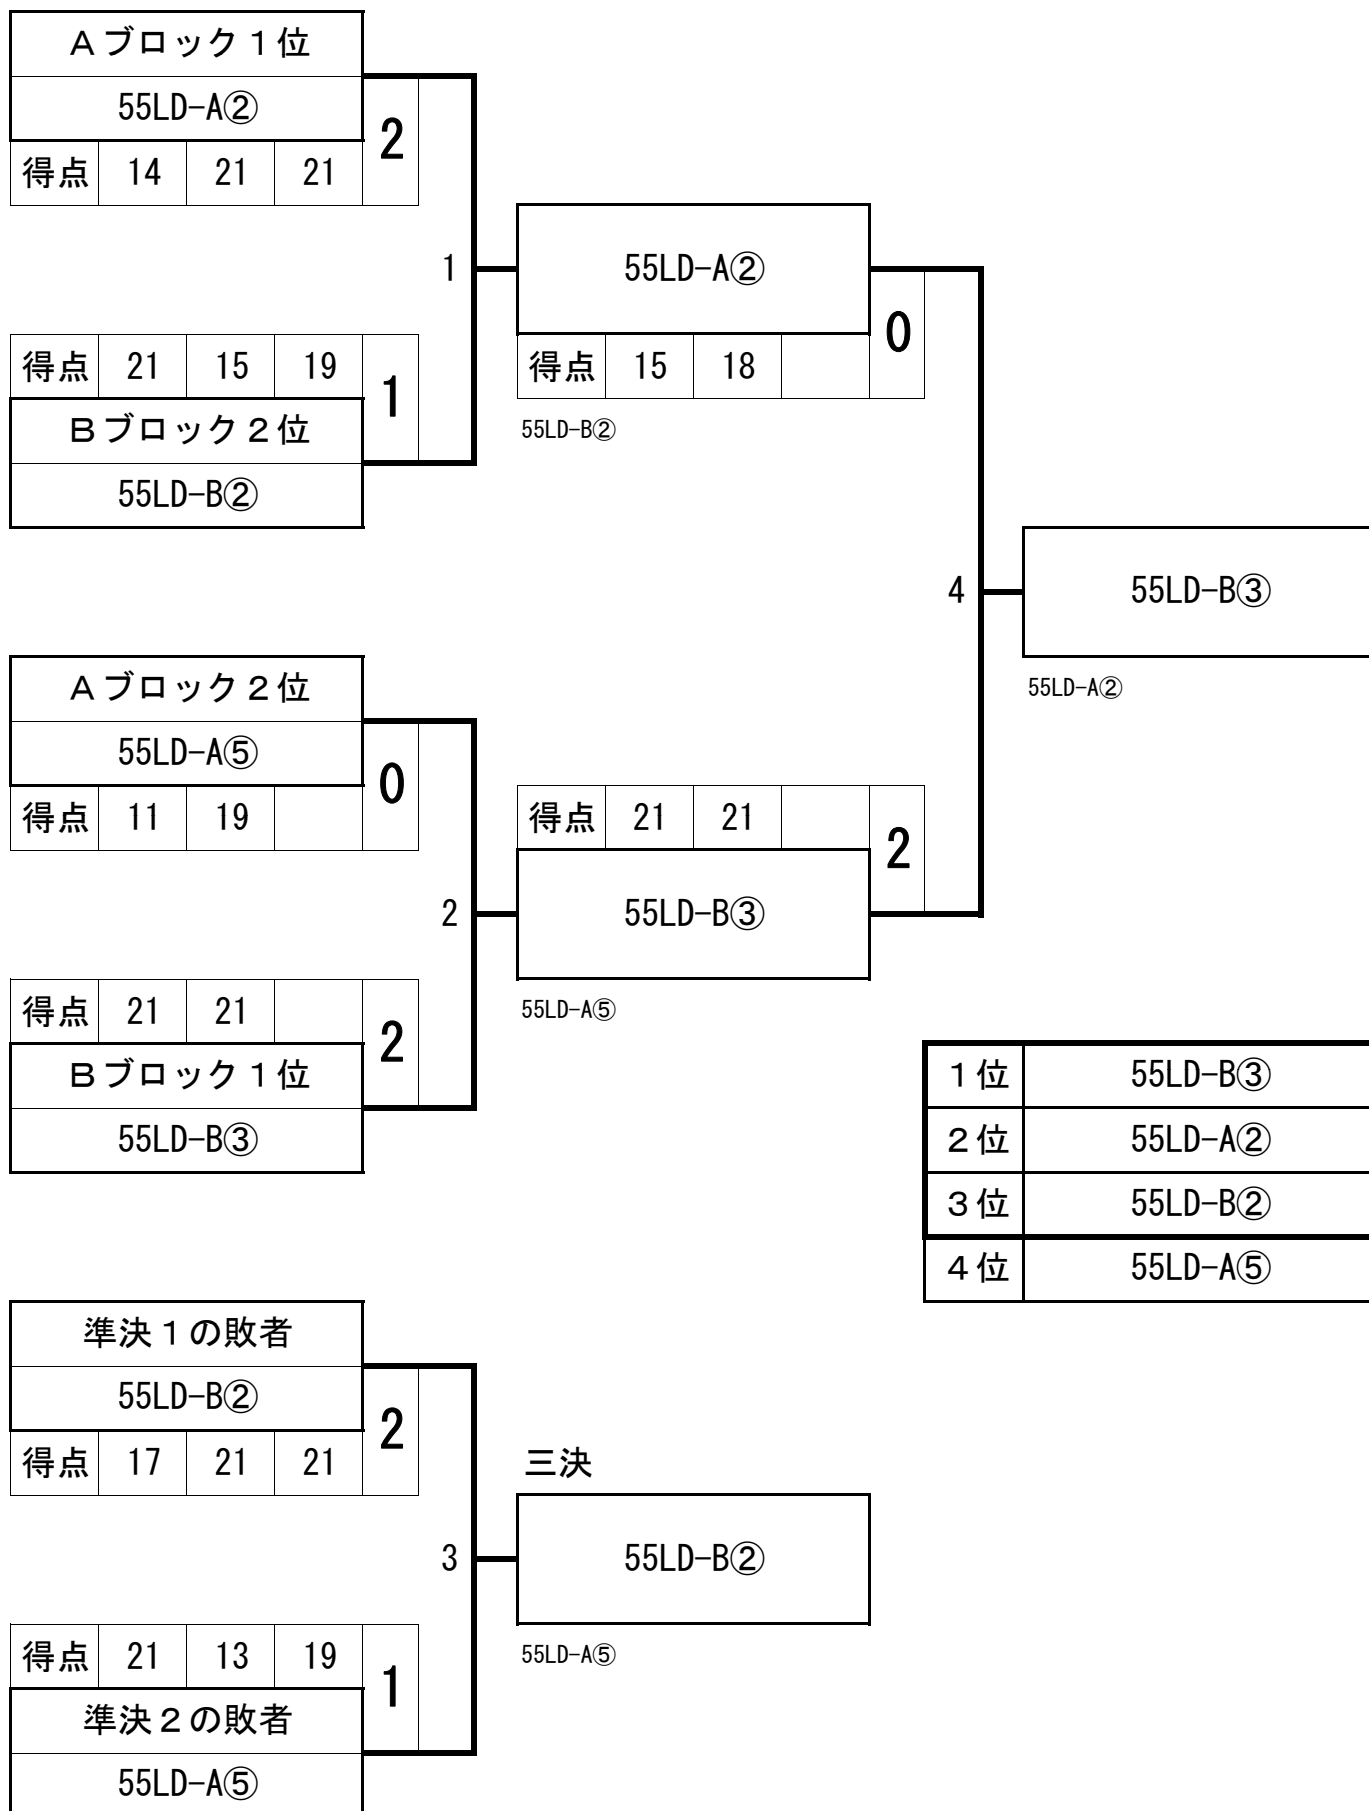 Ａブロック１位
55LD-A②
2
得点 14 21 21
1
55LD-A②
0
得点 15 18
55LD-B②
得点 21 15 19
1
Ｂブロック２位
55LD-B②
4
55LD-B③
55LD-A②
Ａブロック２位
55LD-A⑤
0
得点 11 19
得点 21 21
2
2
55LD-B③
55LD-A⑤
得点 21 21
2
Ｂブロック１位
55LD-B③
１位 55LD-B③
２位 55LD-A②
３位 55LD-B②
４位 55LD-A⑤
準決１の敗者
55LD-B②
2
得点 17 21 21
三決
3
55LD-B②
55LD-A⑤
得点 21 13 19
1
準決２の敗者
55LD-A⑤